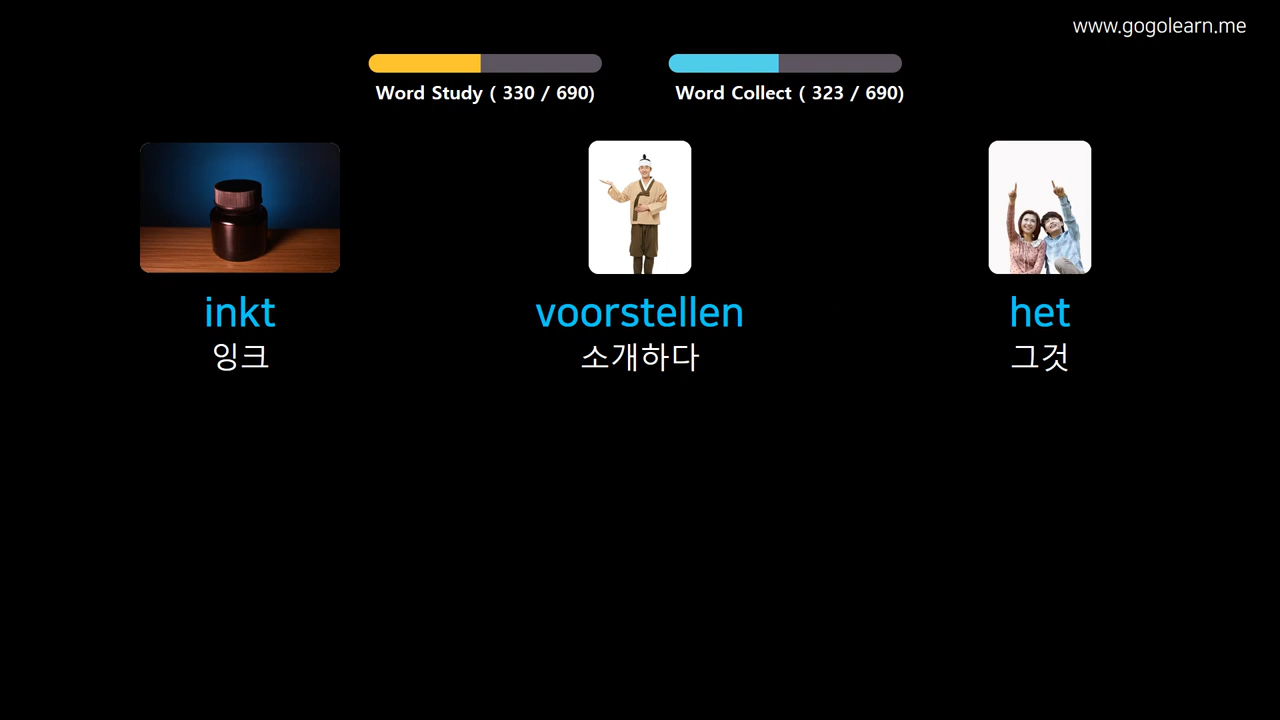 www.gogolearn.me
Word Study ( 330 / 690)
Word Collect ( 323 / 690)
inkt
잉크
voorstellen
소개하다
het
그것